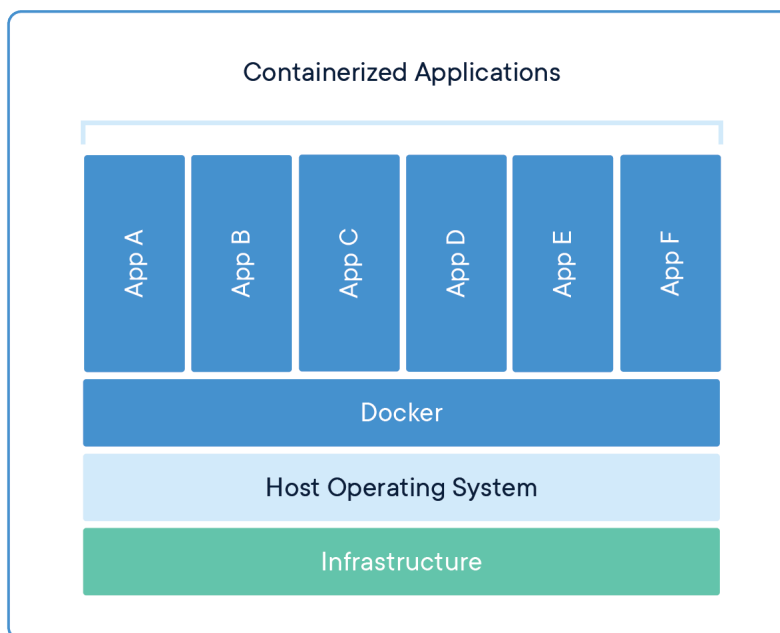 Containerized Applications
App A
App B
App C
App D
App E
App F
Docker
Host Operating System
Infrastructure